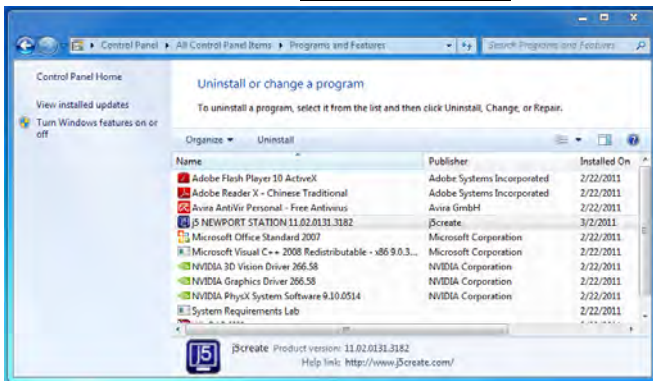 Control Panel ▸ All Control Panel Items ▸ Programs and Features
Search Programs and Features
Control Panel Home
View installed updates
Turn Windows features on or
off
Uninstall or change a program
To uninstall a program, select it from the list and then click Uninstall, Change, or Repair.
Organize Uninstall
Name Publisher Installed On
Adobe Flash Player 10 ActiveX Adobe Systems Incorporated 2/22/2011
Adobe Reader X - Chinese Traditional Adobe Systems Incorporated 2/22/2011
Avira AntiVir Personal - Free Antivirus Avira GmbH 2/22/2011
j5 NEWPORT STATION 11.02.0131.3182 j5create 3/2/2011
Microsoft Office Standard 2007 Microsoft Corporation 2/22/2011
Microsoft Visual C++ 2008 Redistributable - x86 9.0.3... Microsoft Corporation 2/22/2011
NVIDIA 3D Vision Driver 266.58 NVIDIA Corporation 2/22/2011
NVIDIA Graphics Driver 266.58 NVIDIA Corporation 2/22/2011
NVIDIA PhysX System Software 9.10.0514 NVIDIA Corporation 2/22/2011
System Requirements Lab 2/22/2011
j5 j5create Product version: 11.02.0131.3182
Help link: http://www.j5create.com/